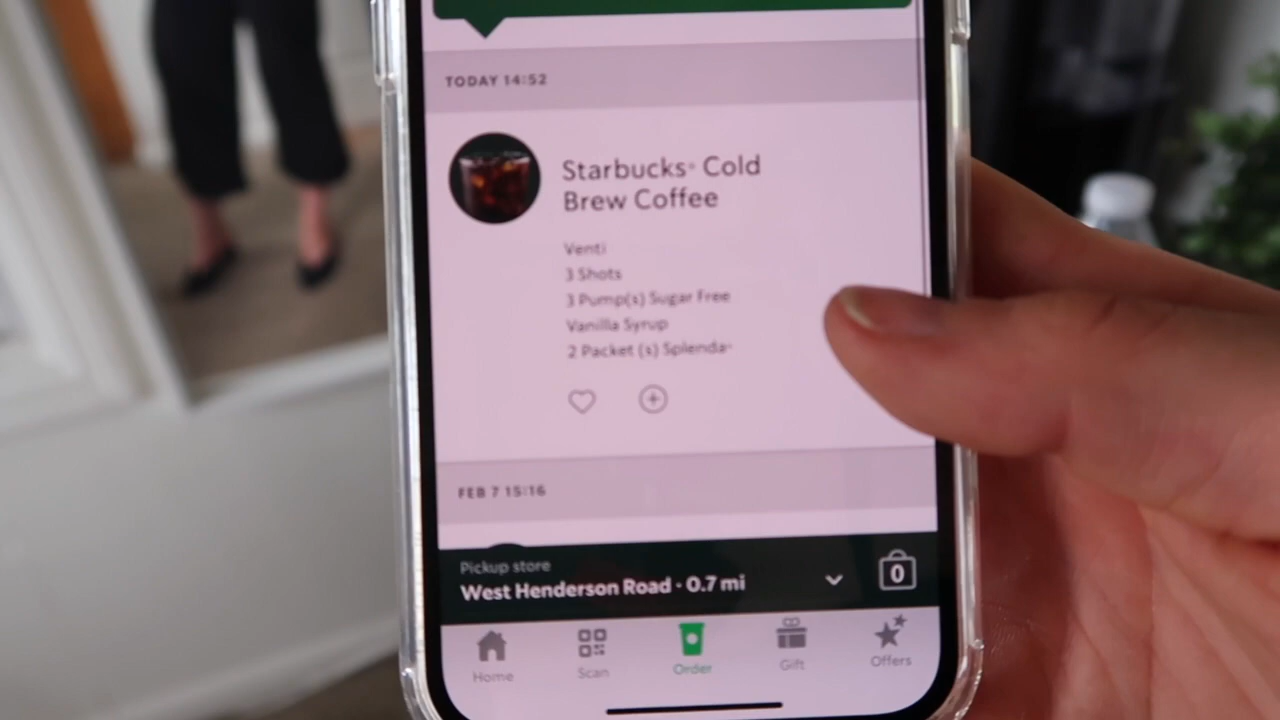 TODAY 14:52
Starbucks® Cold
Brew Coffee
Venti
3 Shots
3 Pump(s) Sugar Free
Vanilla Syrup
2 Packet (s) Splenda®
FEB 7 15:16
Pickup store
West Henderson Road · 0.7 mi
0
Home
Scan
Order
Gift
Offers